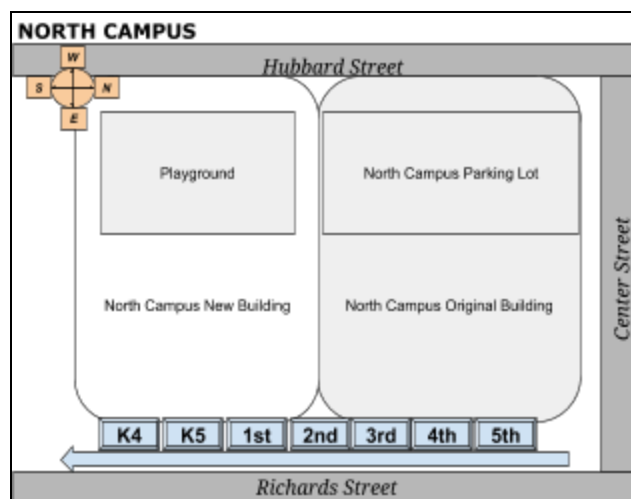 NORTH CAMPUS
W
Hubbard Street
S
N
E
Playground
North Campus Parking Lot
Center Street
North Campus New Building
North Campus Original Building
K4
K5
1st
2nd
3rd
4th
5th
Richards Street